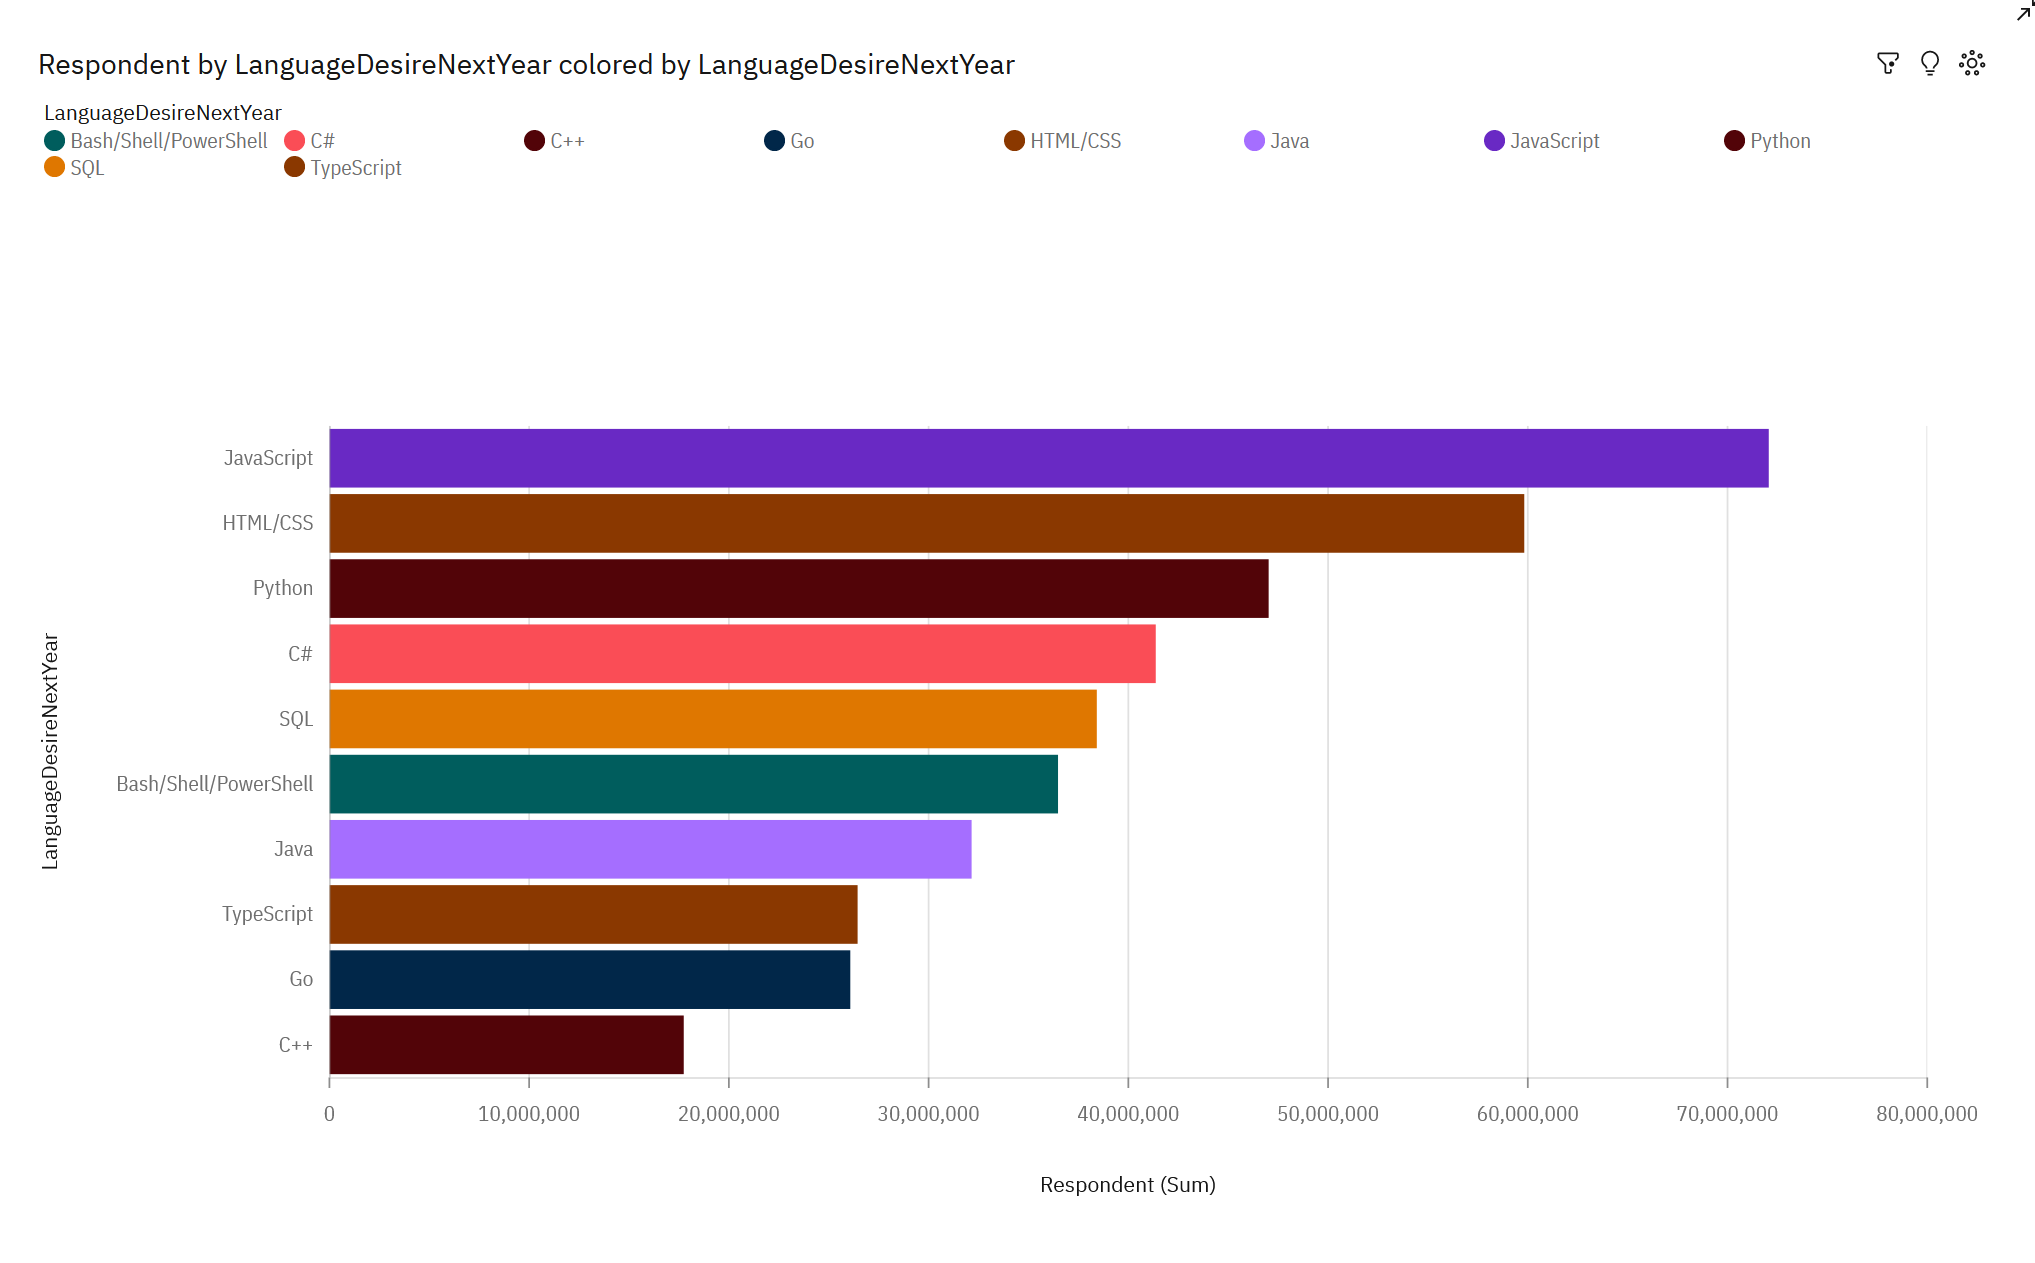 Respondent by LanguageDesireNextYear colored by LanguageDesireNextYear
LanguageDesireNextYear
Bash/Shell/PowerShell C# C++ Go HTML/CSS Java JavaScript Python
SQL TypeScript
LanguageDesireNextYear
JavaScript
HTML/CSS
Python
C#
SQL
Bash/Shell/PowerShell
Java
TypeScript
Go
C++
0 10,000,000 20,000,000 30,000,000 40,000,000 50,000,000 60,000,000 70,000,000 80,000,000
Respondent (Sum)